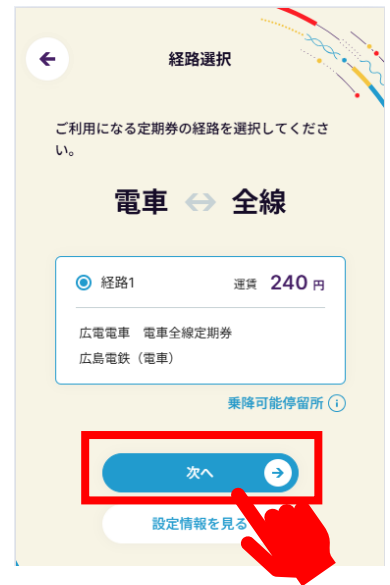 経路選択
ご利用になる定期券の経路を選択してくださ
い。
電車 ⇔ 全線
経路1 運賃 240 円
広電電車　電車全線定期券
広島電鉄（電車）
乗降可能停留所
次へ
設定情報を見る